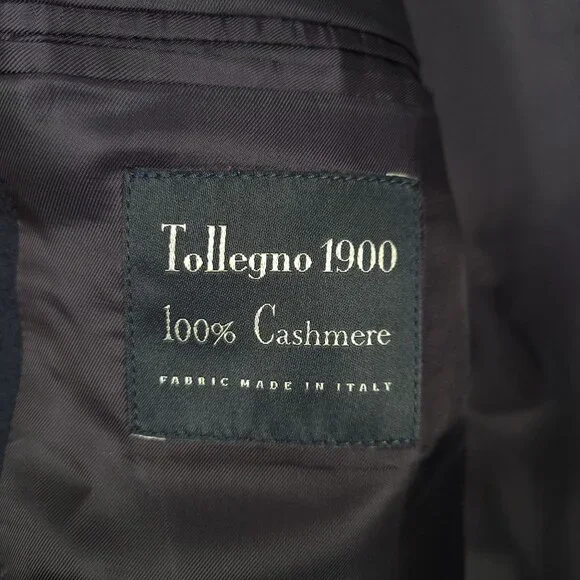 Tollegno 1900
100% Cashmere
FABRIC MADE IN ITALY